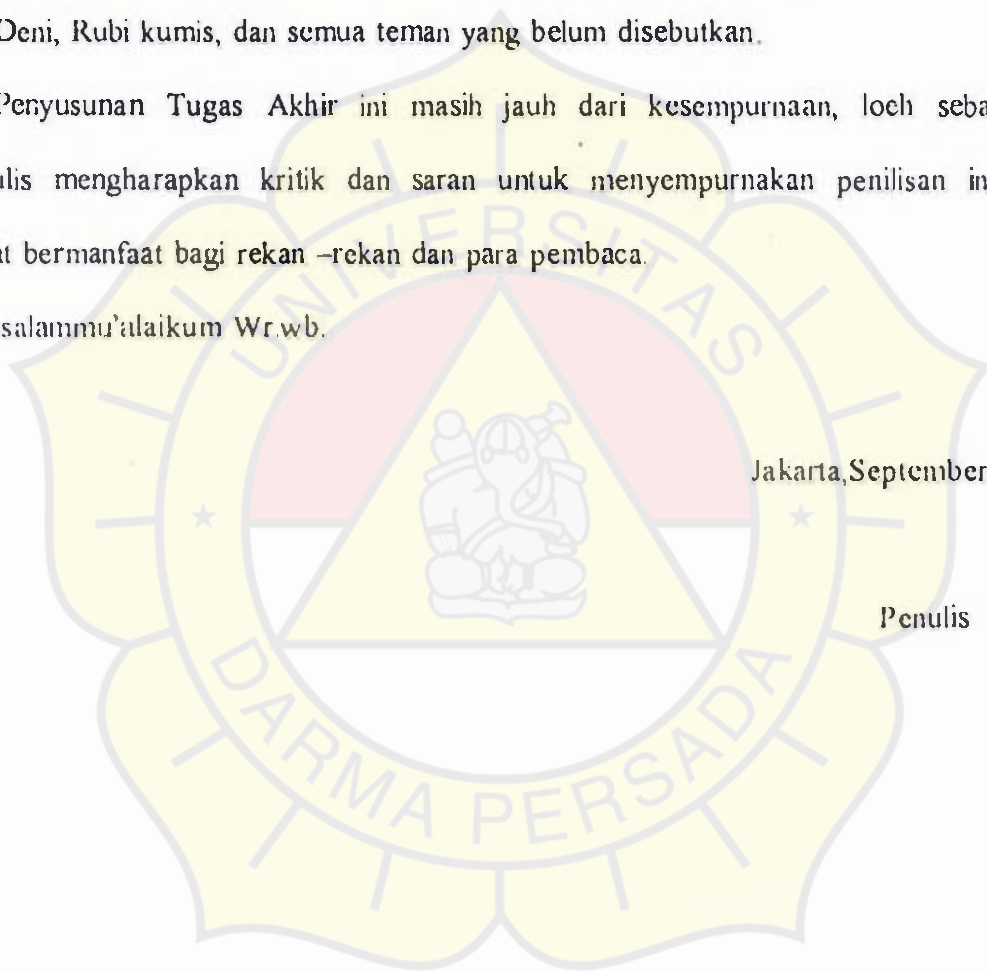 Deni, Rubi kumis, dan semua teman yang belum disebutkan.
Penyusunan Tugas Akhir ini masih jauh dari kesempurnaan, loeh seba
ulis mengharapkan kritik dan saran untuk menyempurnakan penilisan in
at bermanfaat bagi rekan –rekan dan para pembaca.
salammu'alaikum Wr.wb.
UNIVERSITAS
Jakarta,September
Penulis
DARMA PERSADA